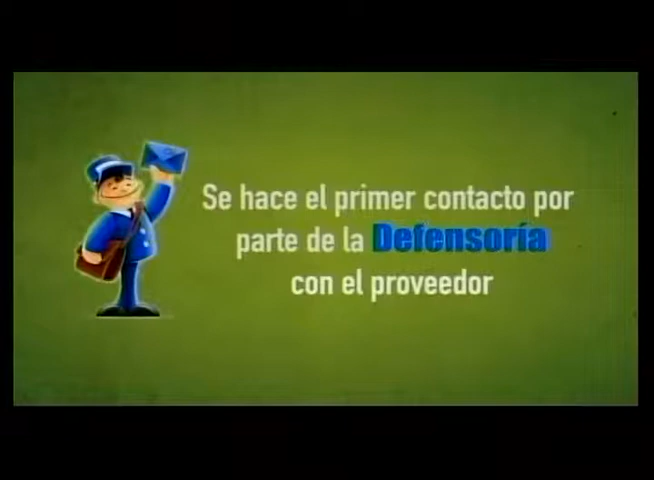 Se hace el primer contacto por
parte de la Defensoría
con el proveedor